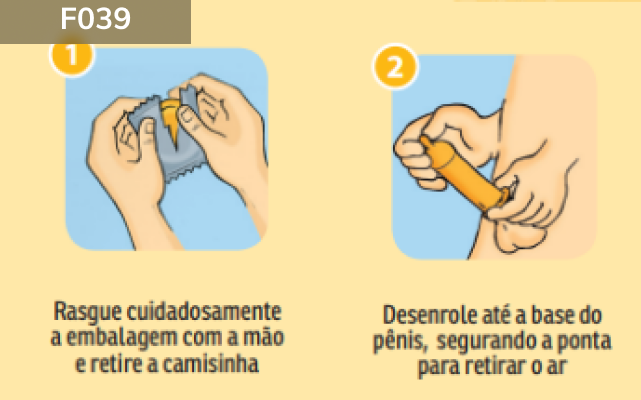 F039
1
2
Rasgue cuidadosamente
a embalagem com a mão
e retire a camisinha
Desenrole até a base do
pênis, segurando a ponta
para retirar o ar